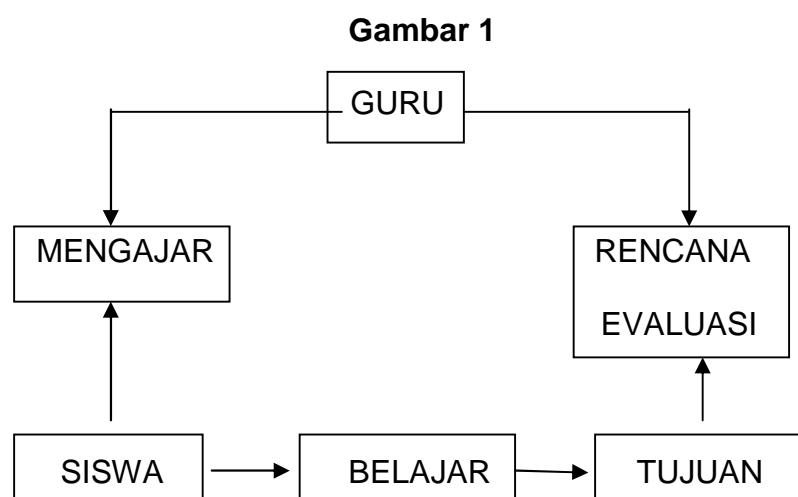 Gambar 1
GURU
MENGAJAR
RENCANA
EVALUASI
SISWA
BELAJAR
TUJUAN